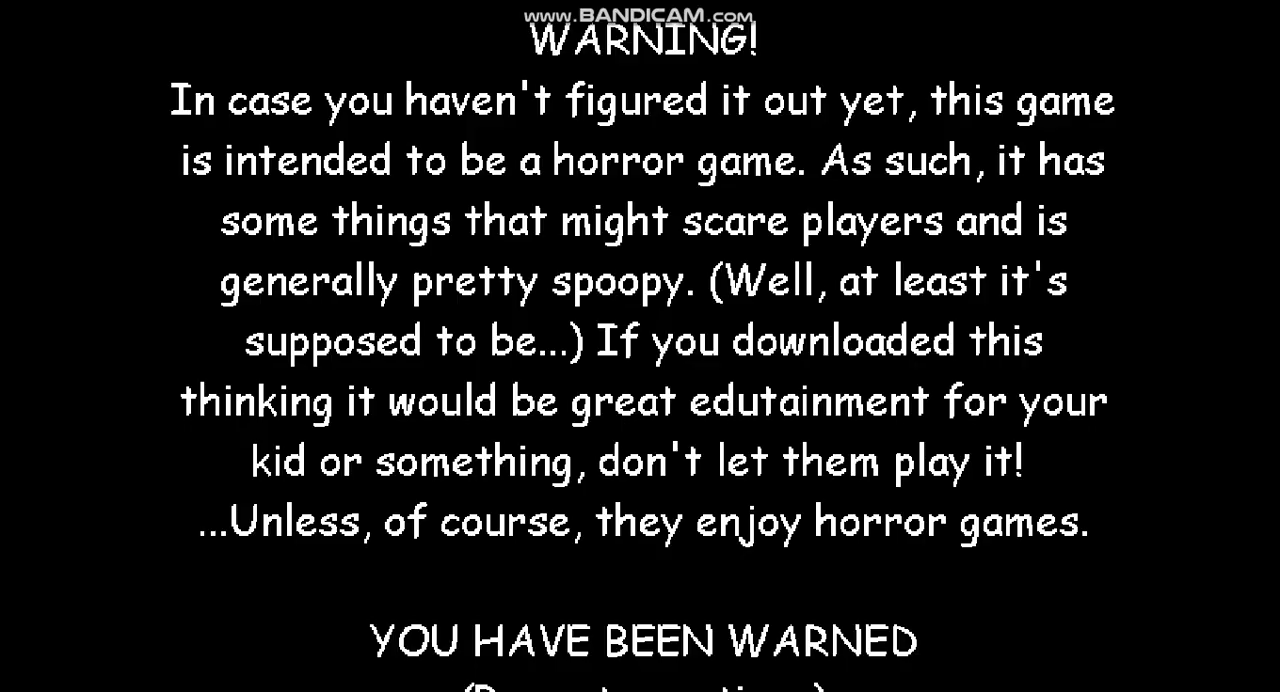 www.BANDICAM.com
WARNING!
In case you haven't figured it out yet, this game
is intended to be a horror game. As such, it has
some things that might scare players and is
generally pretty spoopy. (Well, at least it's
supposed to be...) If you downloaded this
thinking it would be great edutainment for your
kid or something, don't let them play it!
...Unless, of course, they enjoy horror games.
YOU HAVE BEEN WARNED